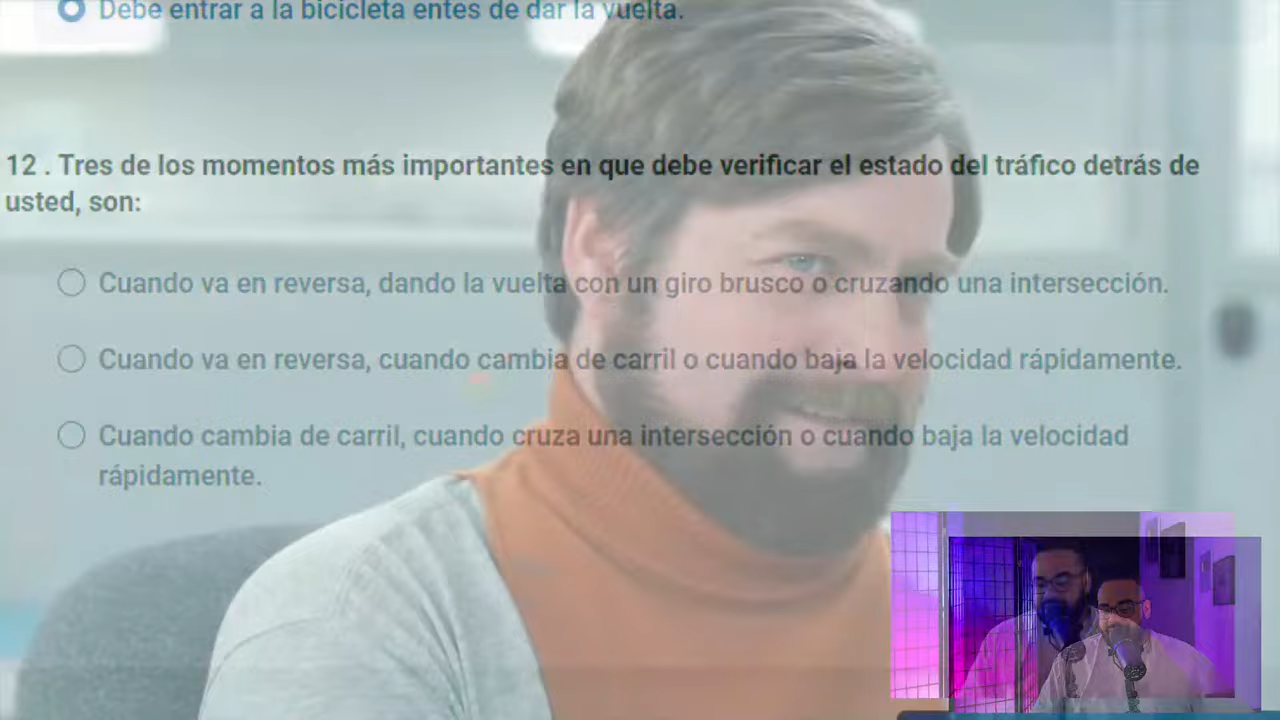 Debe entrar a la bicicleta entes de dar la vuelta.
12 . Tres de los momentos más importantes en que debe verificar el estado del tráfico detrás de
usted, son:
Cuando va en reversa, dando la vuelta con un giro brusco o cruzando una intersección.
Cuando va en reversa, cuando cambia de carril o cuando baja la velocidad rápidamente.
Cuando cambia de carril, cuando cruza una intersección o cuando baja la velocidad
rápidamente.